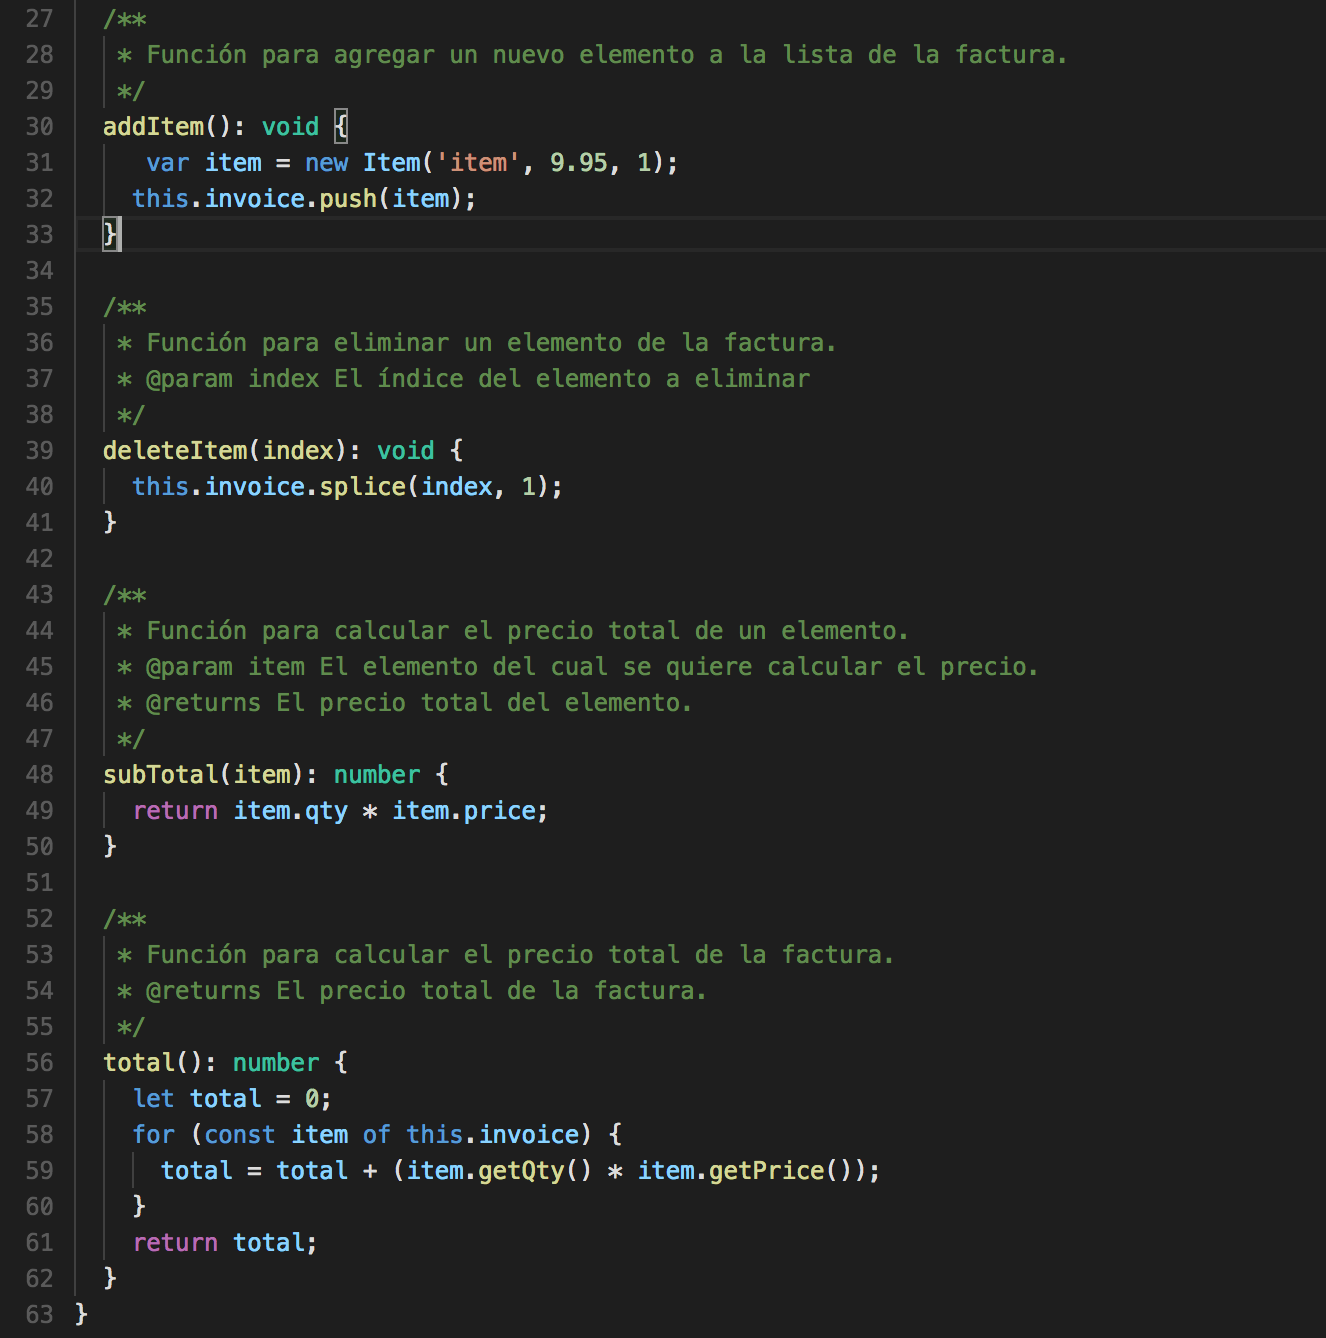 27 /**
28 * Función para agregar un nuevo elemento a la lista de la factura.
29 */
30 addItem(): void {
31 var item = new Item('item', 9.95, 1);
32 this.invoice.push(item);
33 }
34
35 /**
36 * Función para eliminar un elemento de la factura.
37 * @param index El índice del elemento a eliminar
38 */
39 deleteItem(index): void {
40 this.invoice.splice(index, 1);
41 }
42
43 /**
44 * Función para calcular el precio total de un elemento.
45 * @param item El elemento del cual se quiere calcular el precio.
46 * @returns El precio total del elemento.
47 */
48 subTotal(item): number {
49 return item.qty * item.price;
50 }
51
52 /**
53 * Función para calcular el precio total de la factura.
54 * @returns El precio total de la factura.
55 */
56 total(): number {
57 let total = 0;
58 for (const item of this.invoice) {
59 total = total + (item.getQty() * item.getPrice());
60 }
61 return total;
62 }
63 }